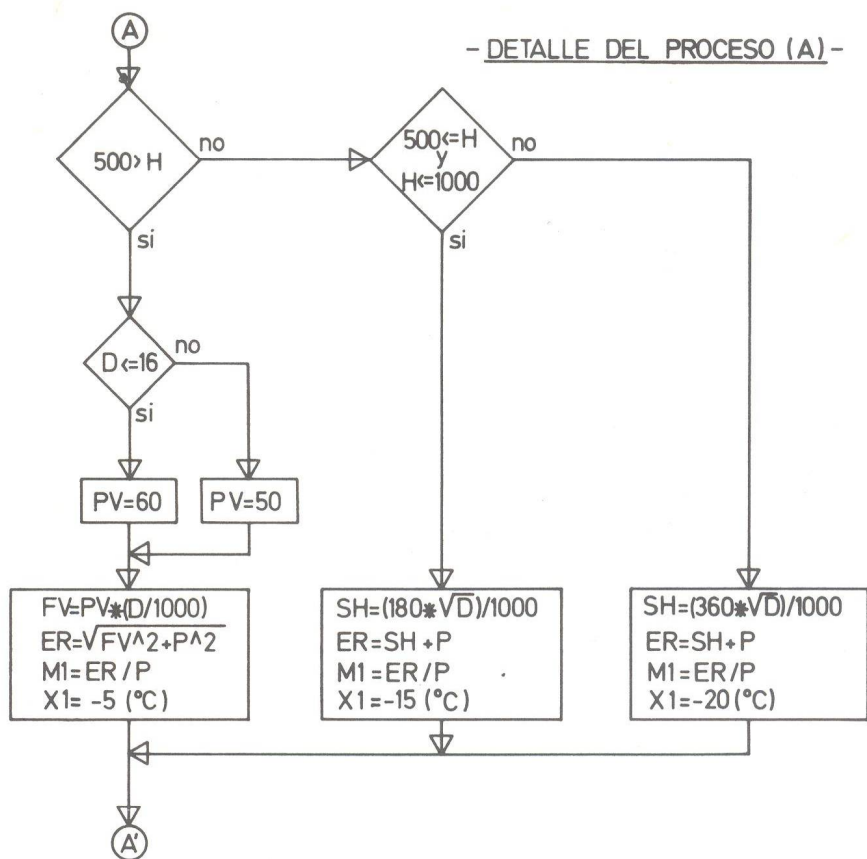 A
- DETALLE DEL PROCESO (A) -
500>H
no
si
500<=H
y
H<=1000
no
si
D<=16
no
si
PV=60
PV=50
FV=PV*(D/1000)
ER=√FV^2+P^2
M1=ER/P
X1= -5 (°C)
SH=(180*√D)/1000
ER=SH+P
M1=ER/P
X1=-15 (°C)
SH=(360*√D)/1000
ER=SH+P
M1=ER/P
X1=-20 (°C)
A'